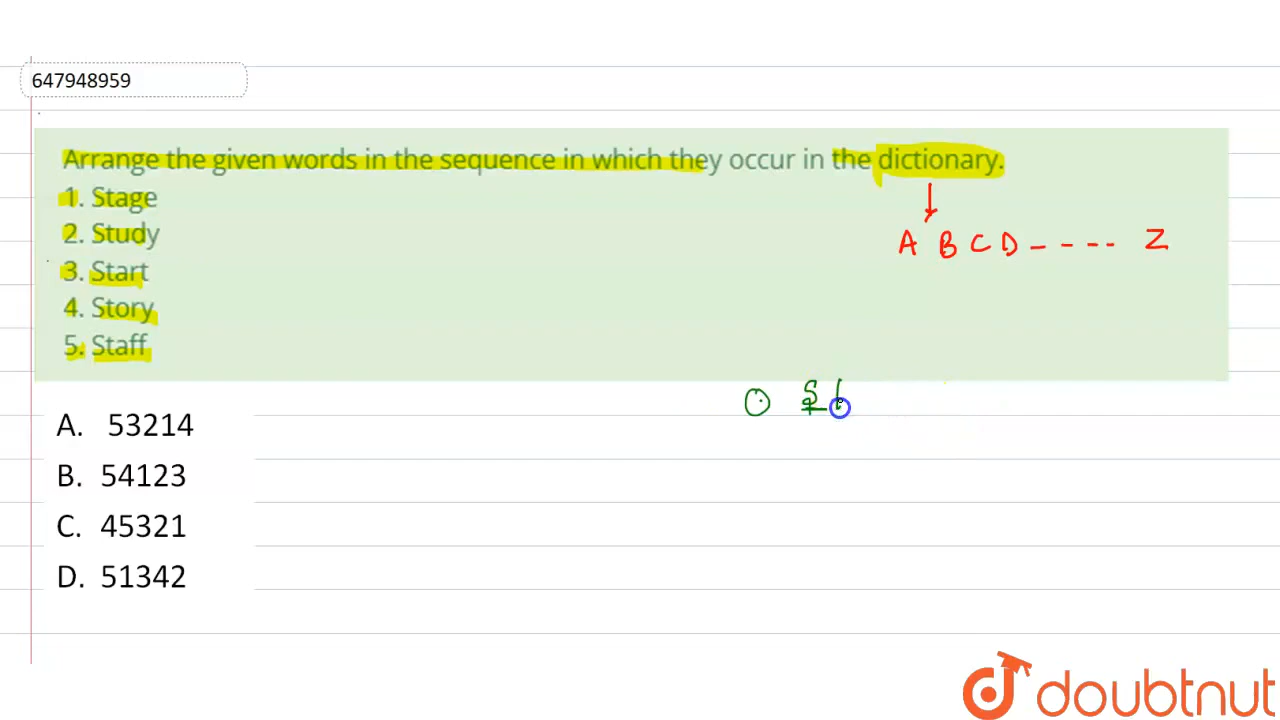 647948959
Arrange the given words in the sequence in which they occur in the dictionary.
1. Stage
2. Study
A B C D - - - - Z
3. Start
4. Story
5. Staff
S t
A. 53214
B. 54123
C. 45321
D. 51342
doubtnut